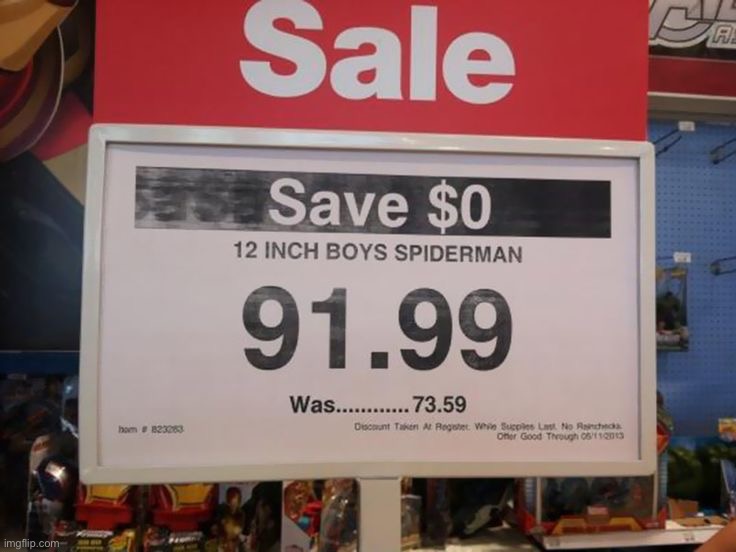 Sale
Save $0
12 INCH BOYS SPIDERMAN
91.99
Was............73.59
Item # 823283
Discount Taken At Register. While Supplies Last. No Rainchecks.
Offer Good Through 05/11/2013
imgflip.com